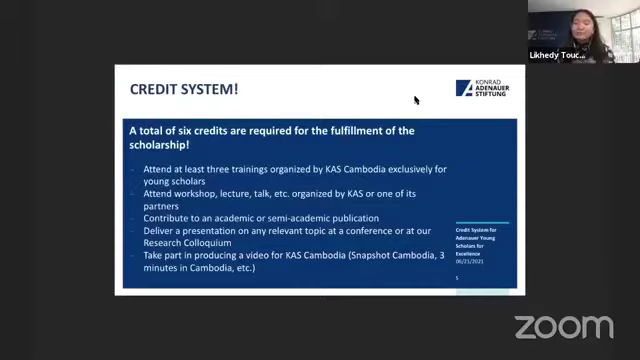 Likhedy Touc...
CREDIT SYSTEM!
KONRAD
ADENAUER
STIFTUNG
A total of six credits are required for the fulfillment of the
scholarship!
- Attend at least three trainings organized by KAS Cambodia exclusively for
young scholars
- Attend workshop, lecture, talk, etc. organized by KAS or one of its
partners
- Contribute to an academic or semi-academic publication
- Deliver a presentation on any relevant topic at a conference or at our
Research Colloquium
- Take part in producing a video for KAS Cambodia (Snapshot Cambodia, 3
minutes in Cambodia, etc.)
Credit System for
Adenauer Young
Scholars for
Excellence
06/21/2021
5
zoom